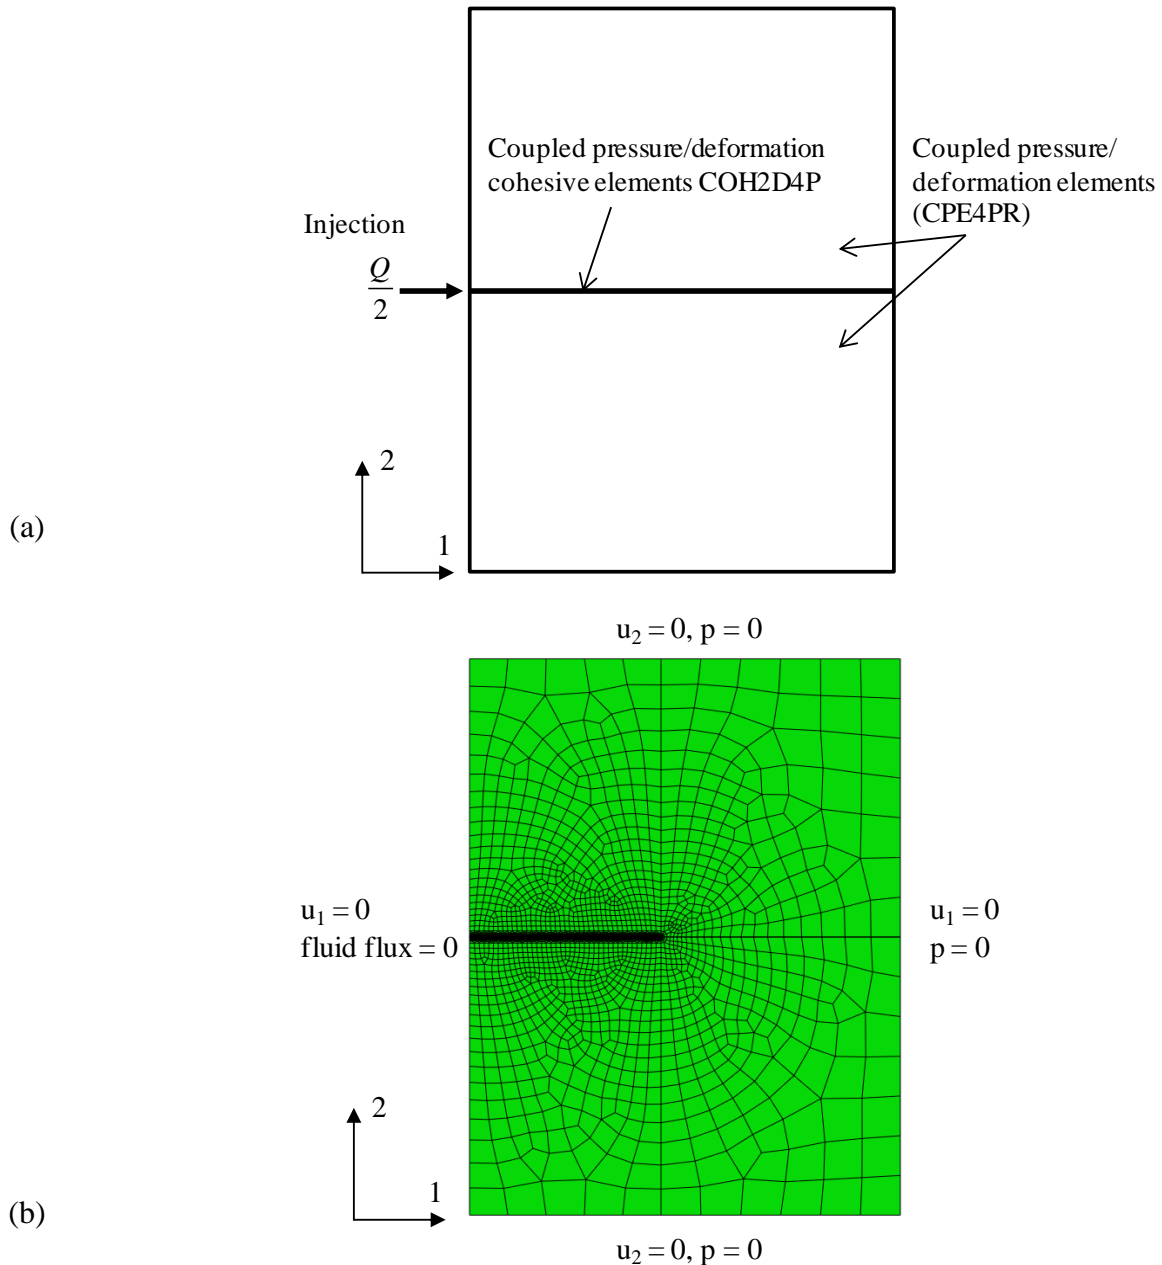 Coupled pressure/deformation
cohesive elements COH2D4P
Coupled pressure/
deformation elements
(CPE4PR)
Injection
Q
2
2
1
(a)
u2 = 0, p = 0
u1 = 0
fluid flux = 0
u1 = 0
p = 0
2
1
(b)
u2 = 0, p = 0